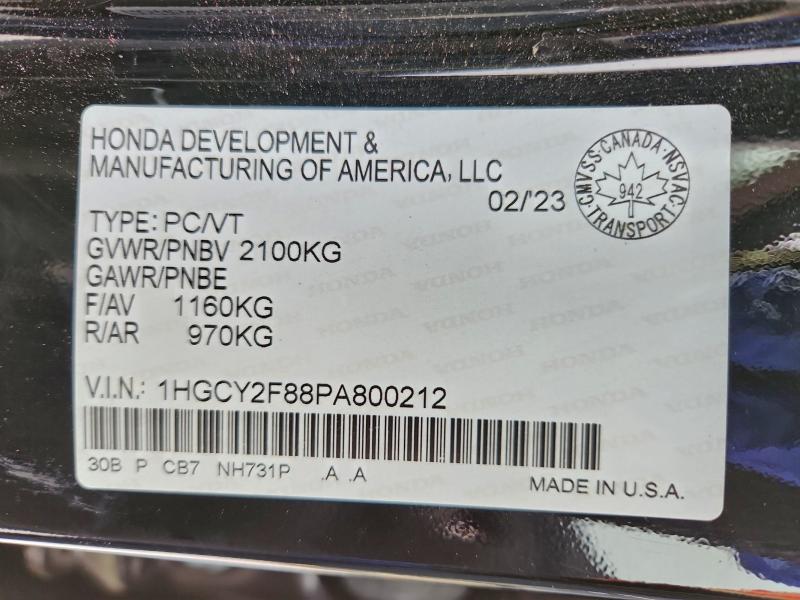 HONDA DEVELOPMENT &
MANUFACTURING OF AMERICA, LLC
02/'23
CMVSS·CANADA·NSVAC·TRANSPORT·
942
TYPE: PC/VT
GVWR/PNBV 2100KG
GAWR/PNBE
F/AV 1160KG
R/AR 970KG
V.I.N.: 1HGCY2F88PA800212
30B P CB7 NH731P .A .A
MADE IN U.S.A.